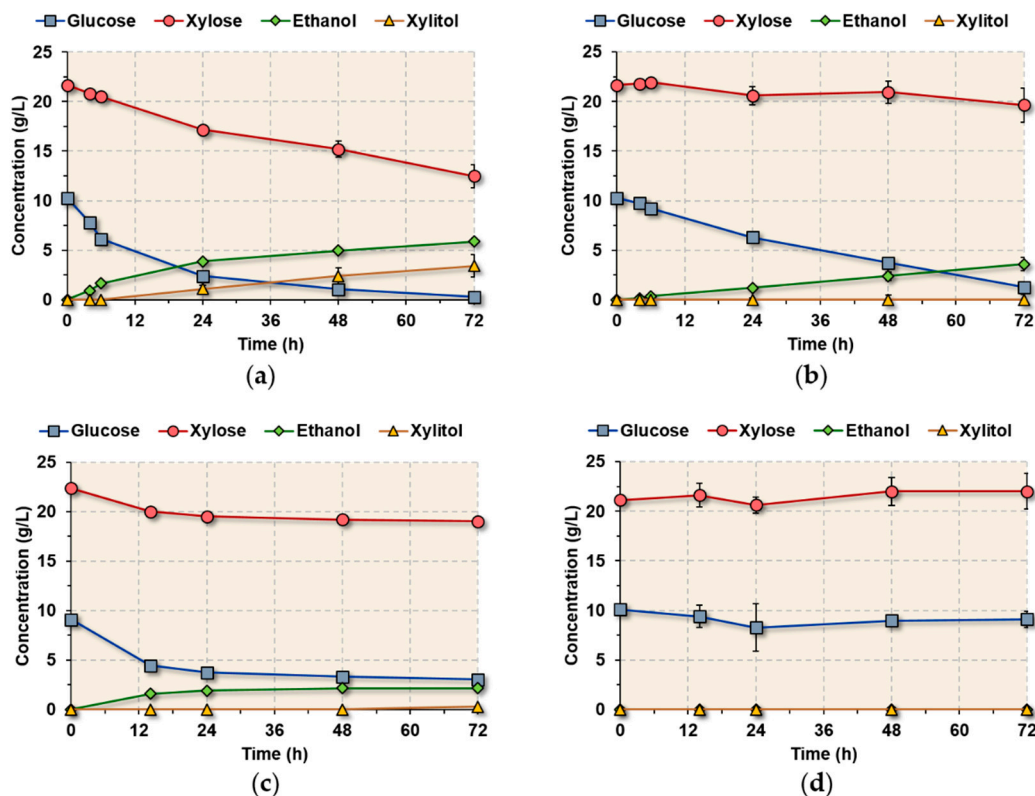 Glucose Xylose Ethanol Xylitol
25
20
15
10
5
0
Concentration (g/L)
0 12 24 36 48 60 72
Time (h)
(a)
Glucose Xylose Ethanol Xylitol
25
20
15
10
5
0
Concentration (g/L)
0 12 24 36 48 60 72
Time (h)
(b)
Glucose Xylose Ethanol Xylitol
25
20
15
10
5
0
Concentration (g/L)
0 12 24 36 48 60 72
Time (h)
(c)
Glucose Xylose Ethanol Xylitol
25
20
15
10
5
0
Concentration (g/L)
0 12 24 36 48 60 72
Time (h)
(d)